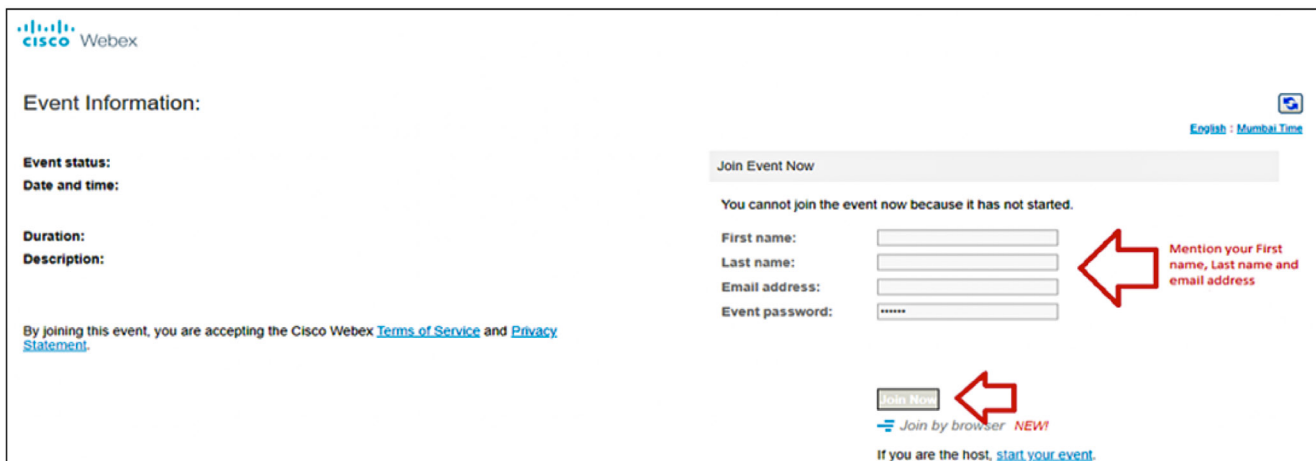 CISCO Webex
Event Information:
English : Mumbai Time
Event status:
Date and time:
Duration:
Description:
By joining this event, you are accepting the Cisco Webex Terms of Service and Privacy
Statement.
Join Event Now
You cannot join the event now because it has not started.
First name:
Last name:
Email address:
Event password:
••••••
Mention your First
name, Last name and
email address
Join Now
Join by browser NEW!
If you are the host, start your event.